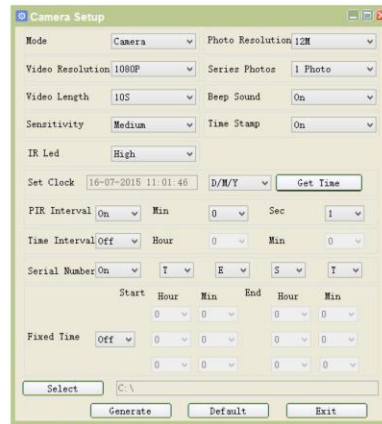 Camera Setup
Mode Camera Photo Resolution 12M
Video Resolution 1080P Series Photos 1 Photo
Video Length 10S Beep Sound On
Sensitivity Medium Time Stamp On
IR Led High
Set Clock 16-07-2015 11:01:46 D/M/Y Get Time
PIR Interval On Min 0 Sec 1
Time Interval Off Hour 0 Min 0
Serial Number On T E S T
Start Hour Min End Hour Min
0 0 0 0
Fixed Time Off 0 0 0 0
0 0 0 0
Select C:\
Generate Default Exit